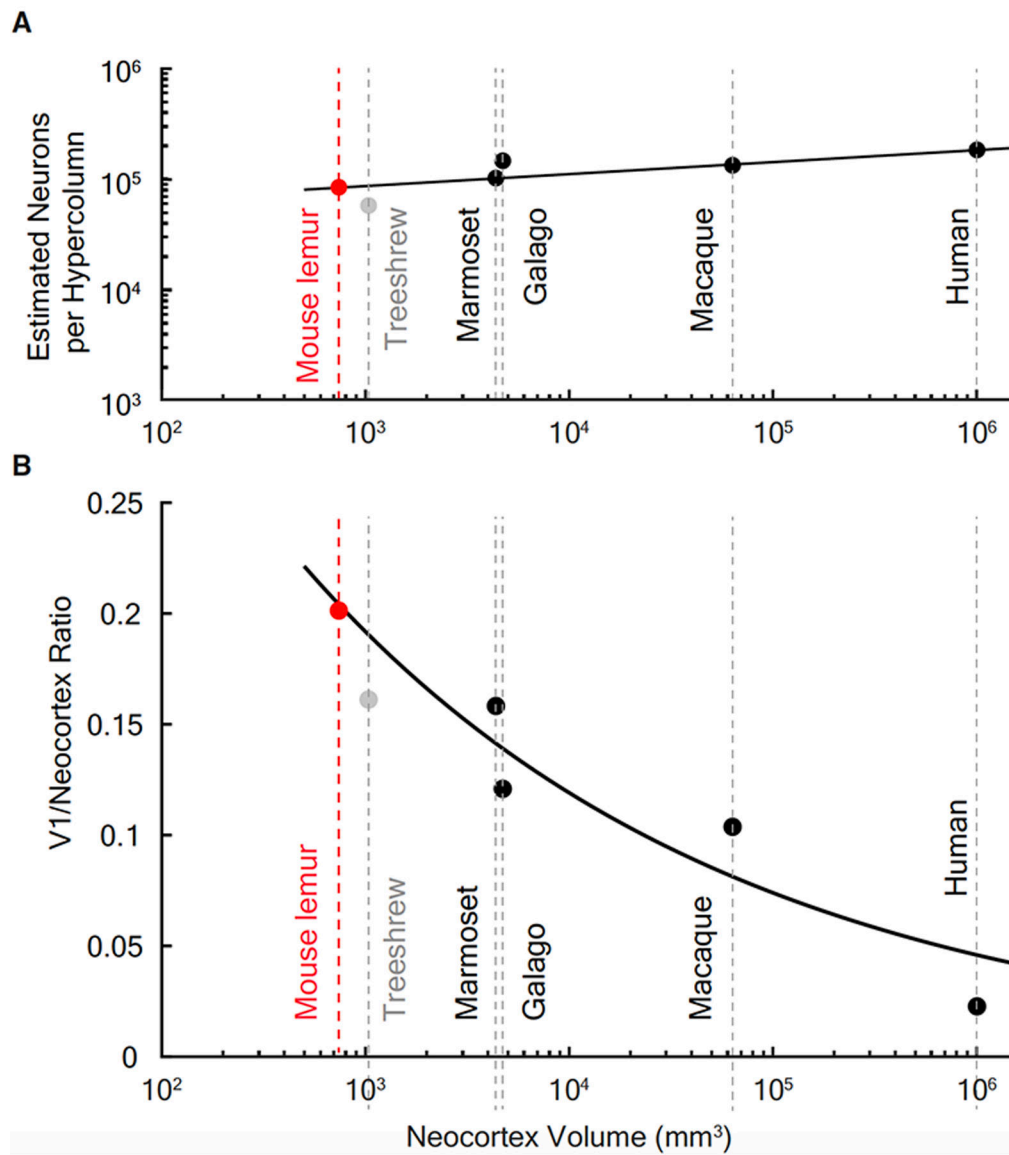 A
Estimated Neurons
per Hypercolumn
10⁶
10⁵
10⁴
10³
Mouse lemur
Treeshrew
Marmoset
Galago
Macaque
Human
10² 10³ 10⁴ 10⁵ 10⁶
B
V1/Neocortex Ratio
0.25
0.2
0.15
0.1
0.05
0
Mouse lemur
Treeshrew
Marmoset
Galago
Macaque
Human
10² 10³ 10⁴ 10⁵ 10⁶
Neocortex Volume (mm³)